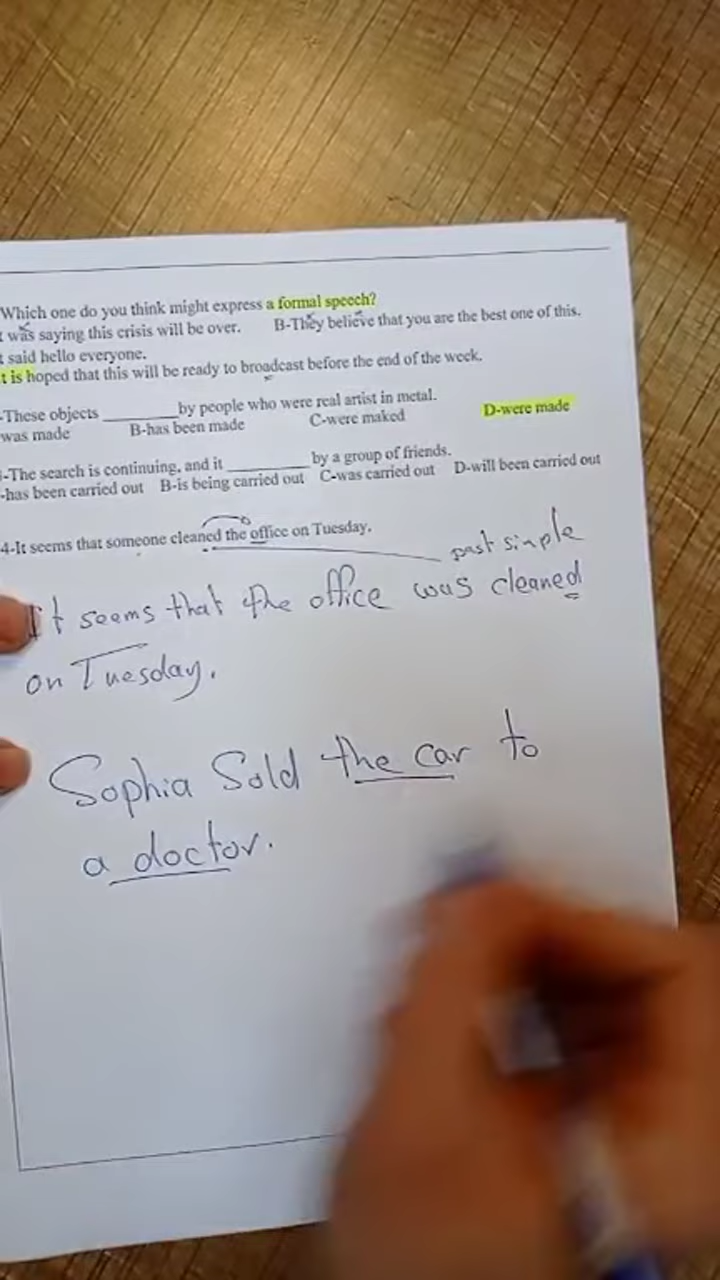 Which one do you think might express a formal speech?
t was saying this crisis will be over. B-They believe that you are the best one of this.
t said hello everyone.
t is hoped that this will be ready to broadcast before the end of the week.
-These objects ________ by people who were real artist in metal.
was made B-has been made C-were maked D-were made
-The search is continuing, and it ________ by a group of friends.
-has been carried out B-is being carried out C-was carried out D-will been carried out
4-It seems that someone cleaned the office on Tuesday.
past simple
It seems that the office was cleaned
on Tuesday.
Sophia Sold the car to
a doctor.